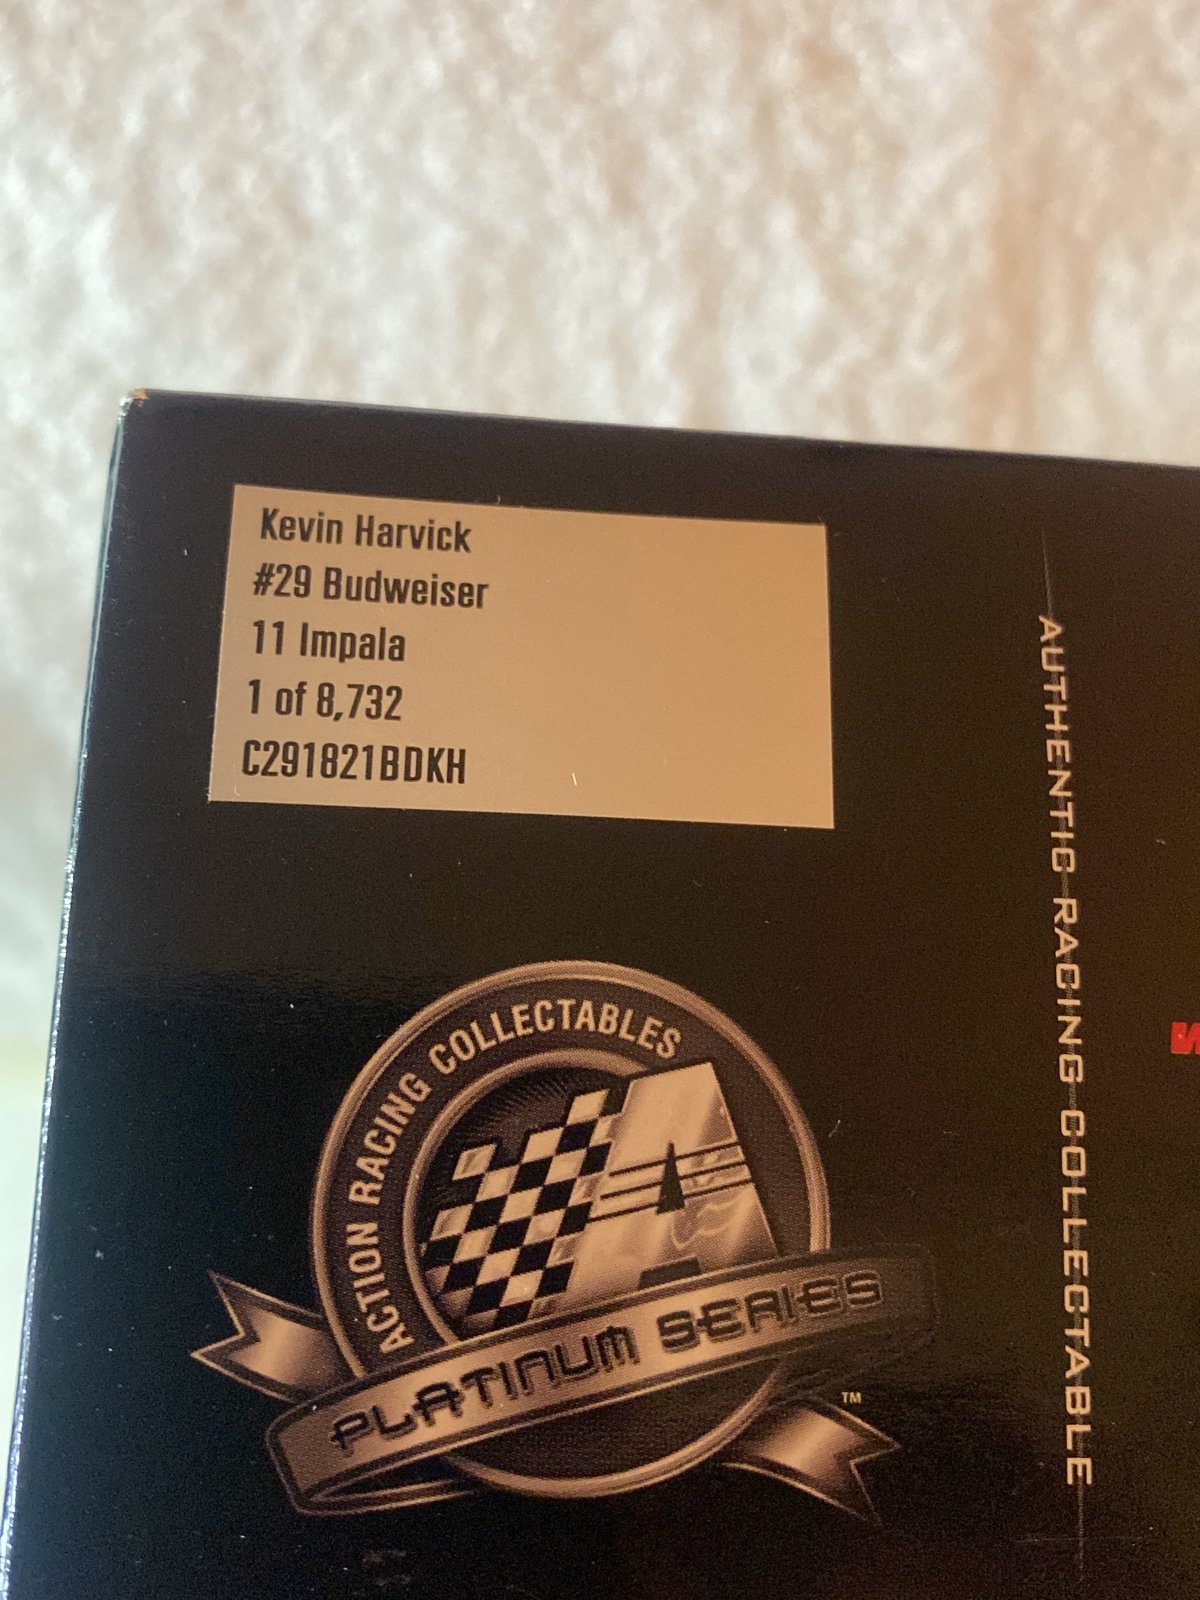 Kevin Harvick
#29 Budweiser
11 Impala
1 of 8,732
C291821BDKH
ACTION RACING COLLECTABLES
PLATINUM SERIES
TM
AUTHENTIC RACING COLLECTABLE